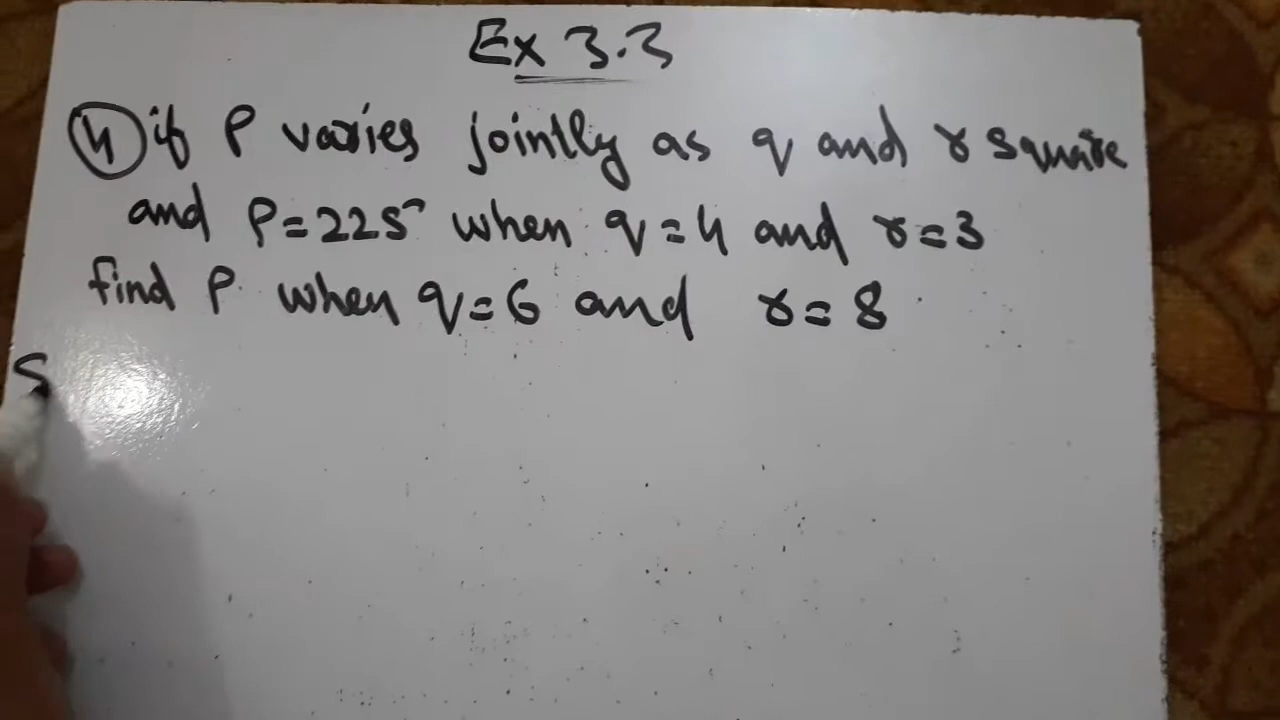 Ex 3.3
(4) if P varies jointly as q and r square
and P=225 when q=4 and r=3
find P when q=6 and r=8
S